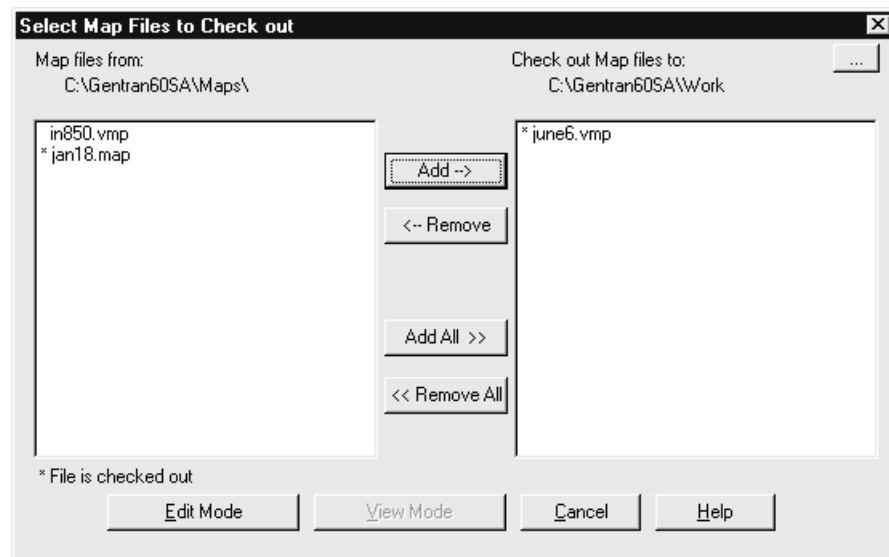 Select Map Files to Check out
Map files from:
C:\Gentran60SA\Maps\
Check out Map files to:
C:\Gentran60SA\Work
...
in850.vmp
* jan18.map
* june6.vmp
Add -->
<-- Remove
Add All >>
<< Remove All
* File is checked out
Edit Mode
View Mode
Cancel
Help